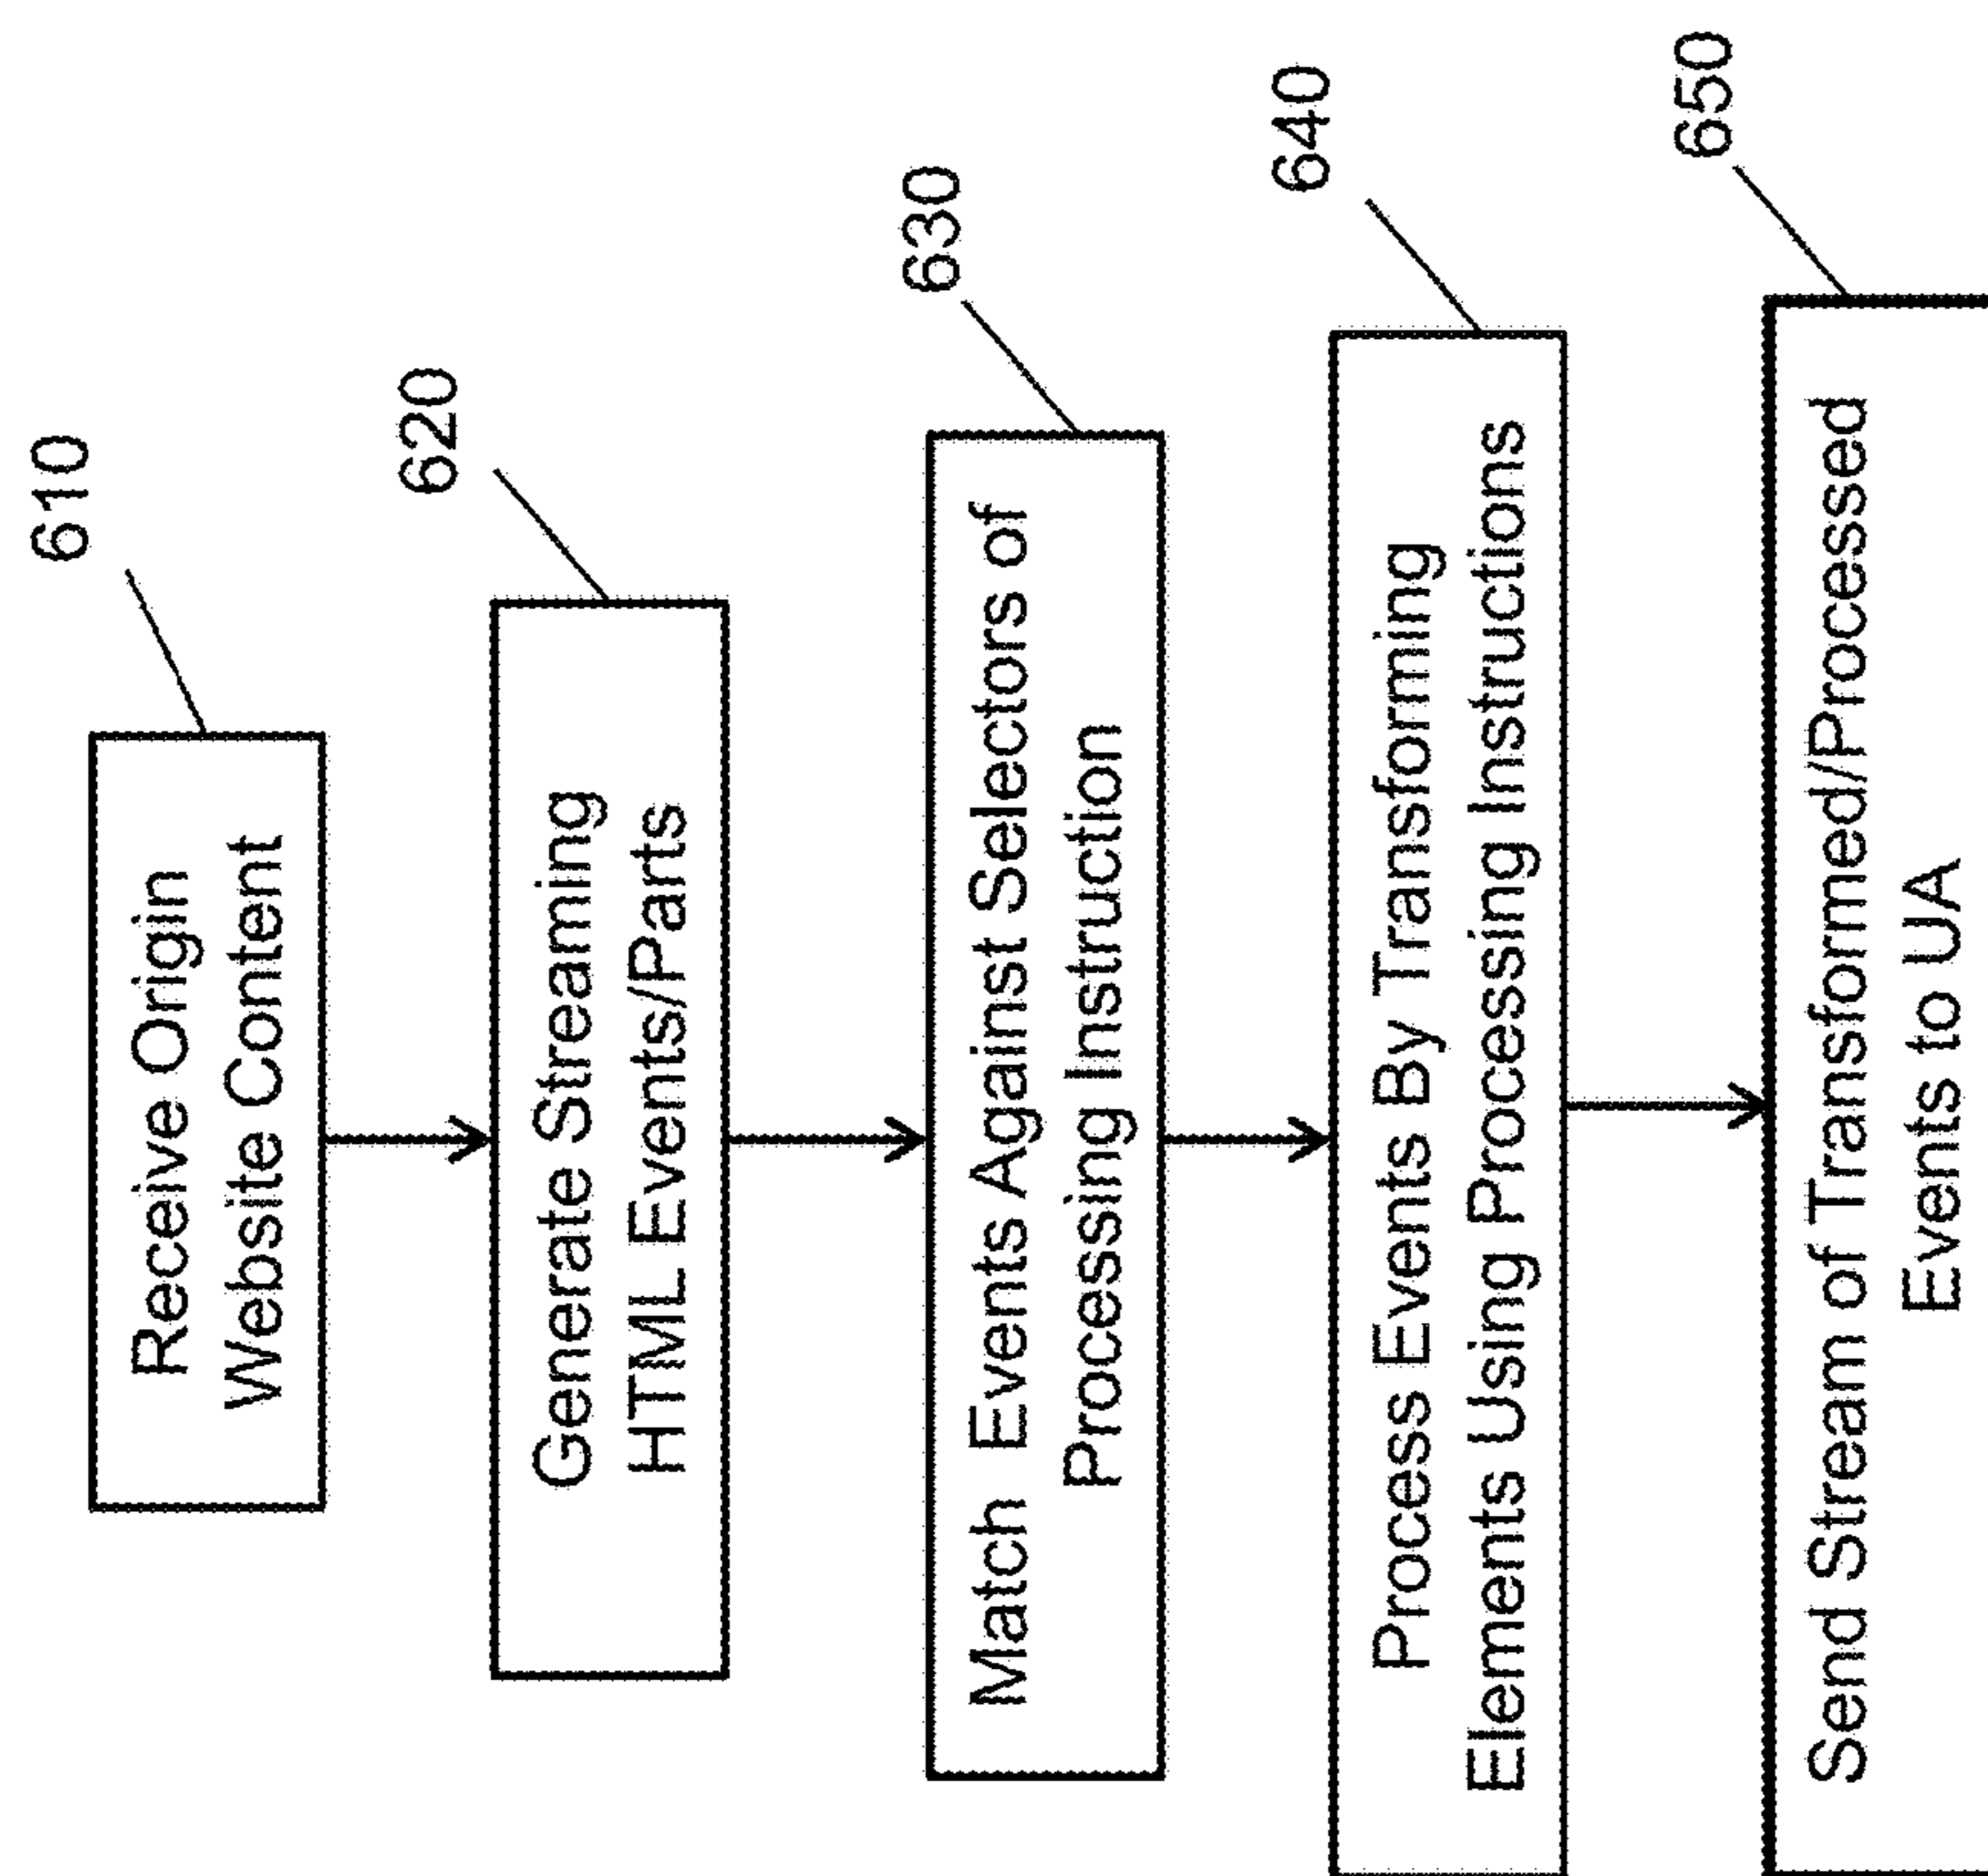 610
Receive Origin
Website Content
620
Generate Streaming
HTML Events/Parts
630
Match Events Against Selectors of
Processing Instruction
640
Process Events By Transforming
Elements Using Processing Instructions
650
Send Stream of Transformed/Processed
Events to UA